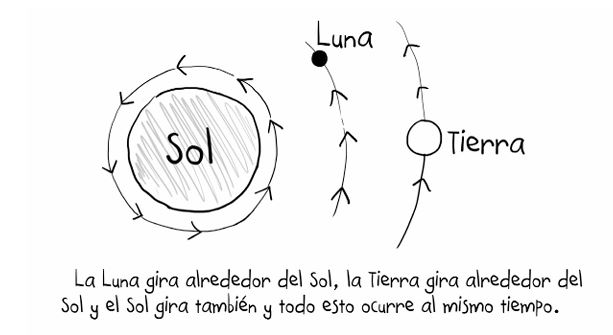 Luna
Sol
Tierra
La Luna gira alrededor del Sol, la Tierra gira alrededor del
Sol y el Sol gira también y todo esto ocurre al mismo tiempo.